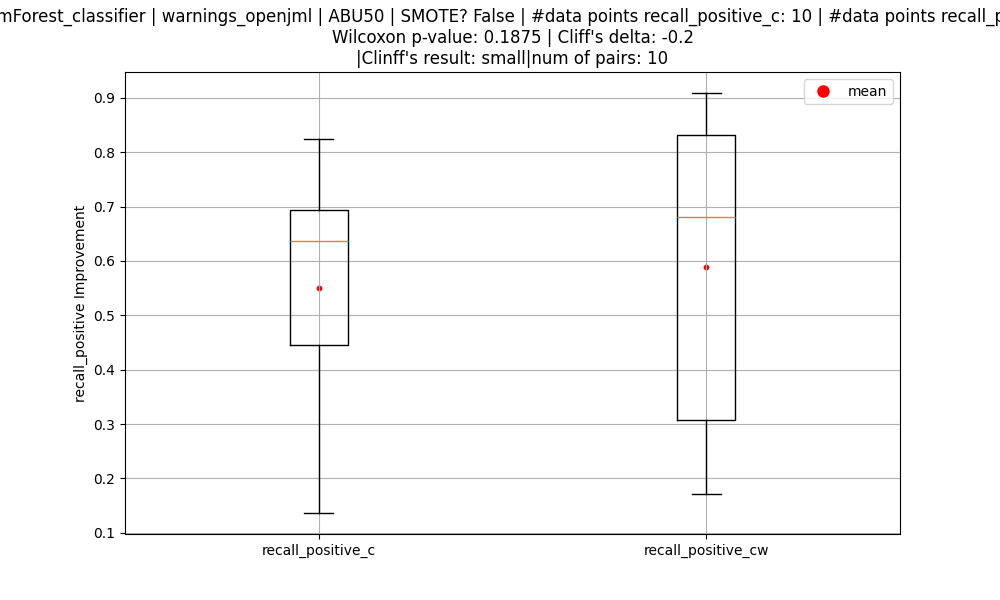 mForest_classifier | warnings_openjml | ABU50 | SMOTE? False | #data points recall_positive_c: 10 | #data points recall_p
Wilcoxon p-value: 0.1875 | Cliff's delta: -0.2
|Clinff's result: small|num of pairs: 10
mean
0.9
0.8
0.7
0.6
0.5
0.4
0.3
0.2
0.1
recall_positive Improvement
recall_positive_c
recall_positive_cw